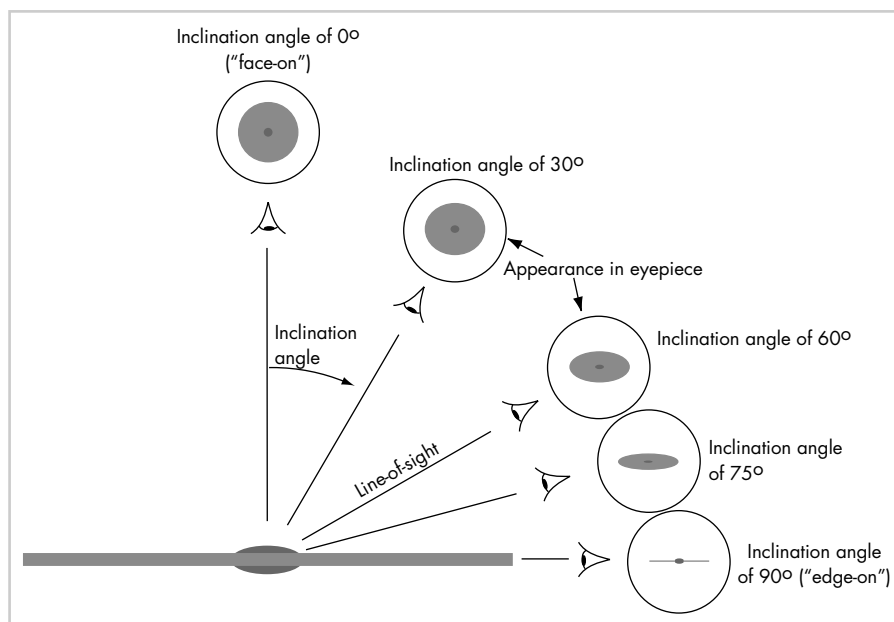 Inclination angle of 0º
(“face-on”)
Inclination angle of 30º
Appearance in eyepiece
Inclination
angle
Inclination angle of 60º
Line-of-sight
Inclination angle
of 75º
Inclination angle
of 90º (“edge-on”)